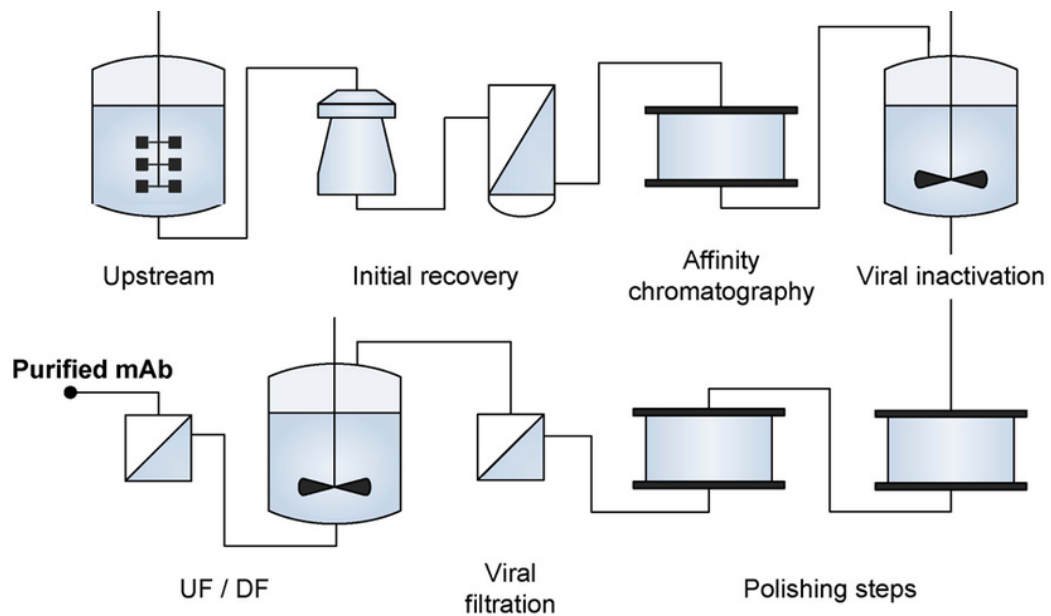 Upstream
Initial recovery
Affinity
chromatography
Viral inactivation
Purified mAb
UF / DF
Viral
filtration
Polishing steps